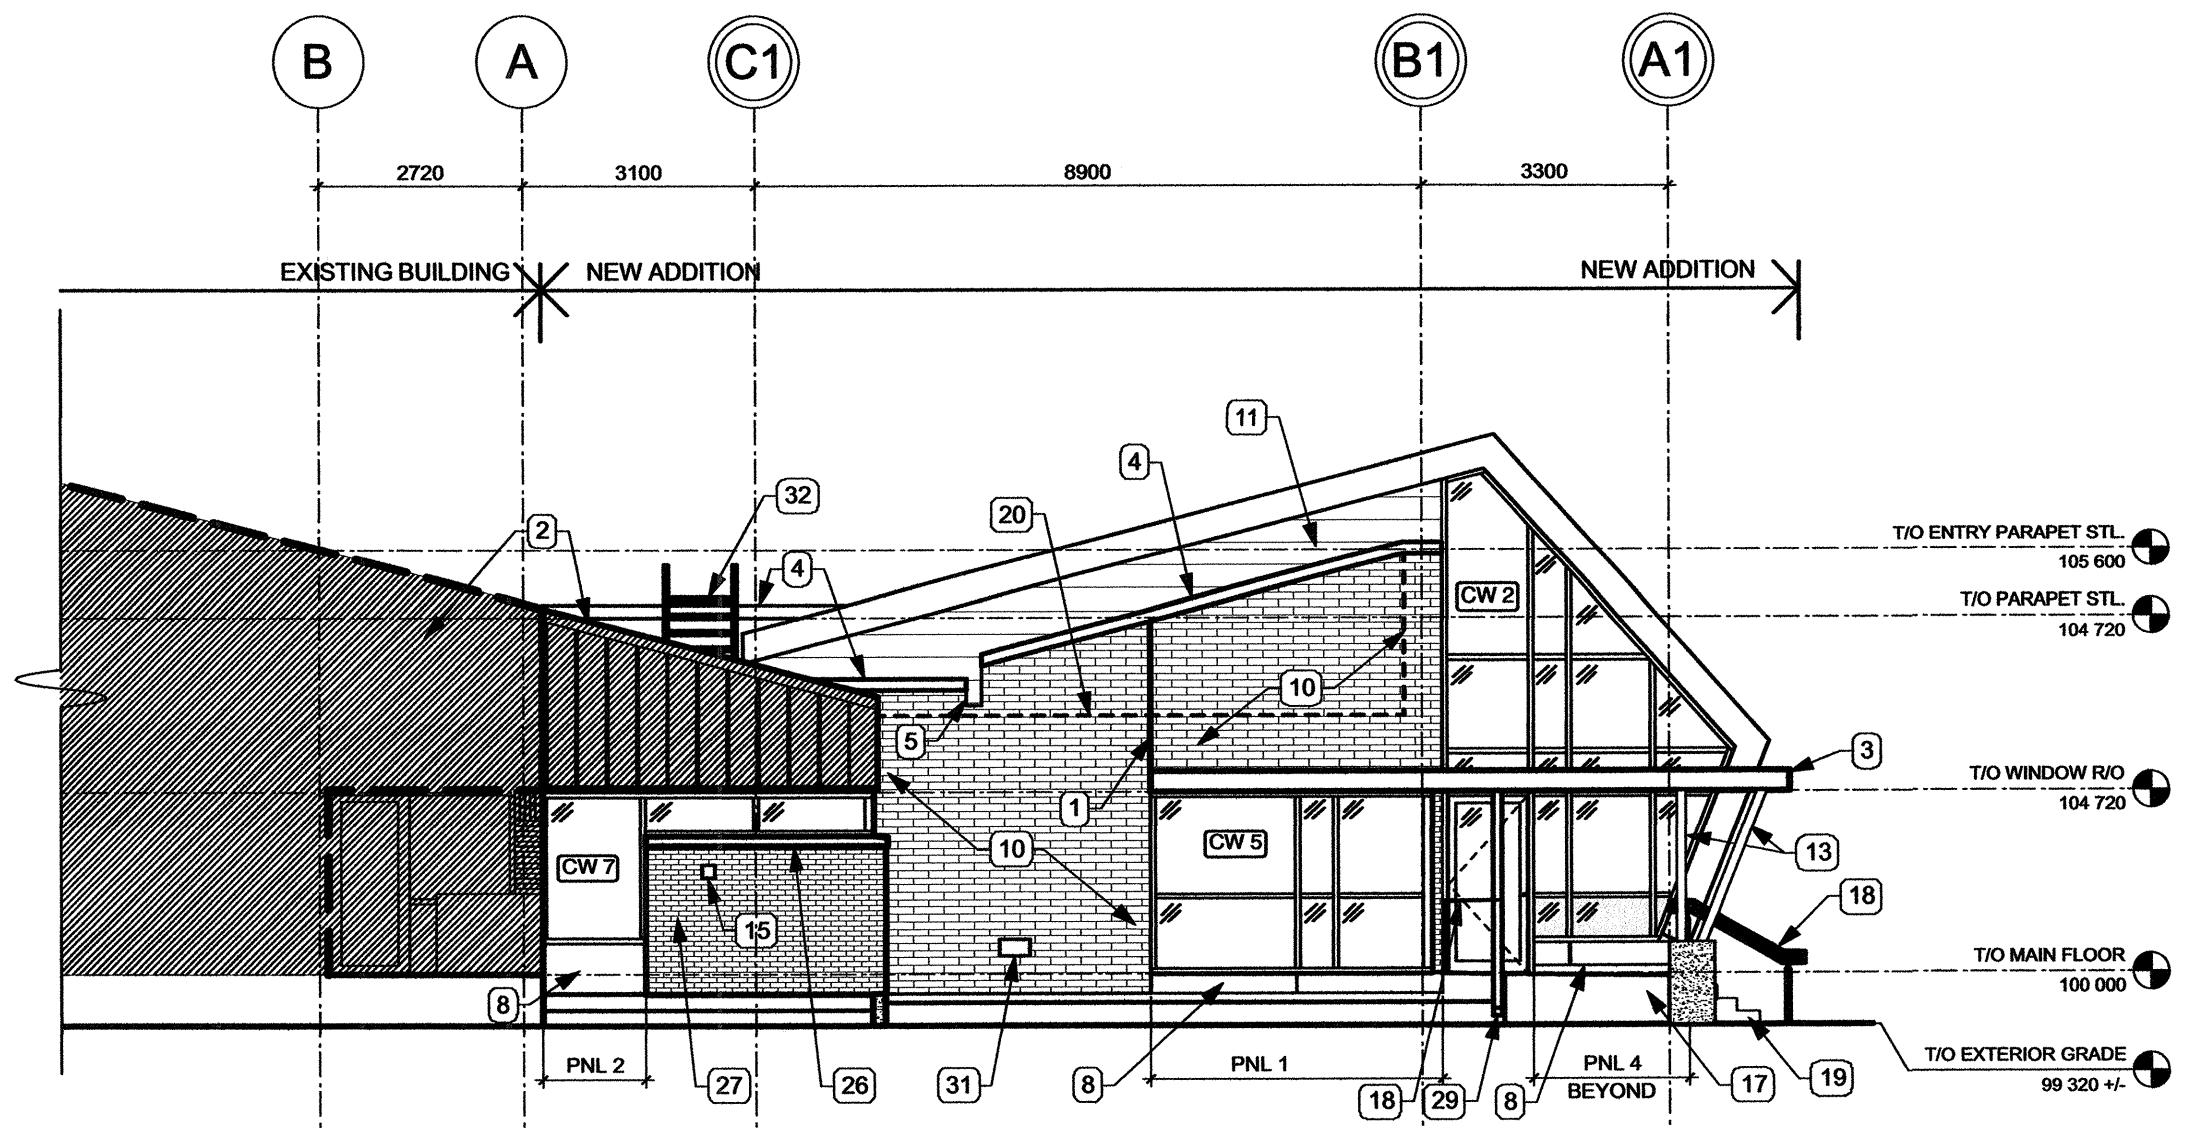 B A C1 B1 A1
2720 3100 8900 3300
EXISTING BUILDING NEW ADDITION NEW ADDITION
11
4
32
20
2
T/O ENTRY PARAPET STL.
105 600
4
CW 2
T/O PARAPET STL.
104 720
10
5
3
T/O WINDOW R/O
104 720
1
CW 7
CW 5
10
13
18
15
T/O MAIN FLOOR
100 000
8
T/O EXTERIOR GRADE
99 320 +/-
PNL 2 PNL 1 PNL 4
BEYOND
27 26 31 8 18 29 8 17 19